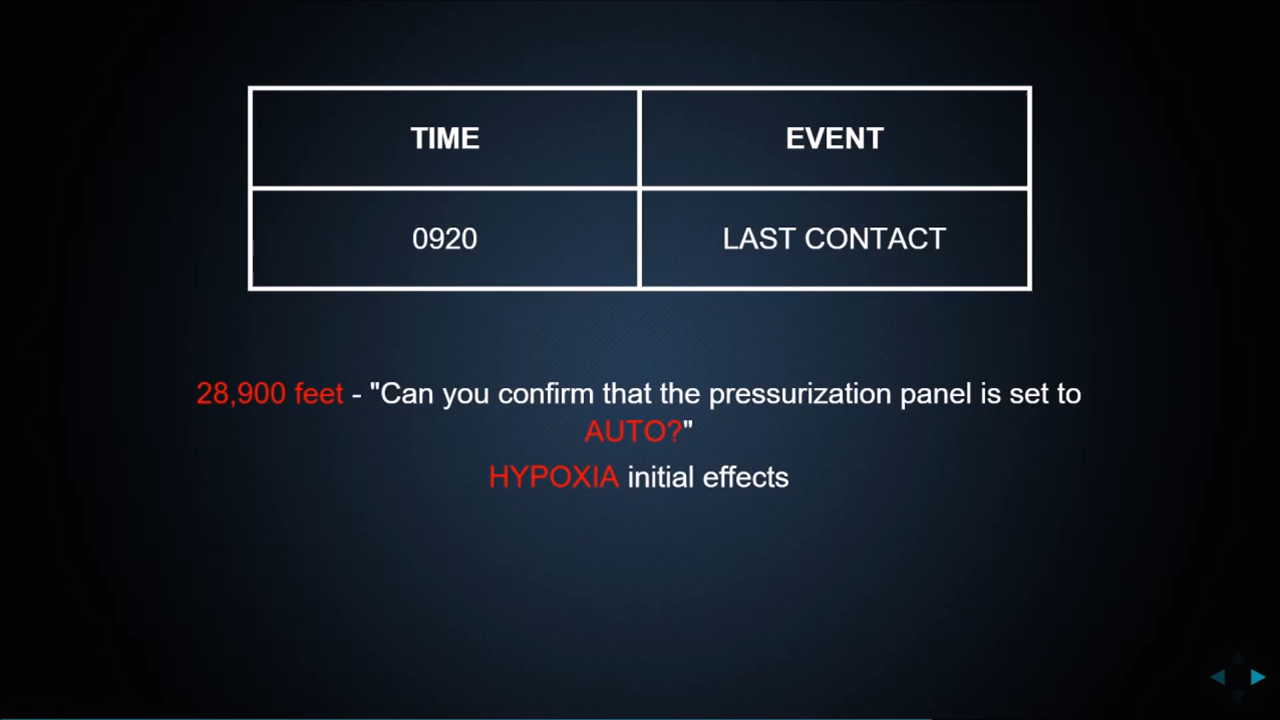 TIME EVENT
0920 LAST CONTACT
28,900 feet - "Can you confirm that the pressurization panel is set to
AUTO?"
HYPOXIA initial effects